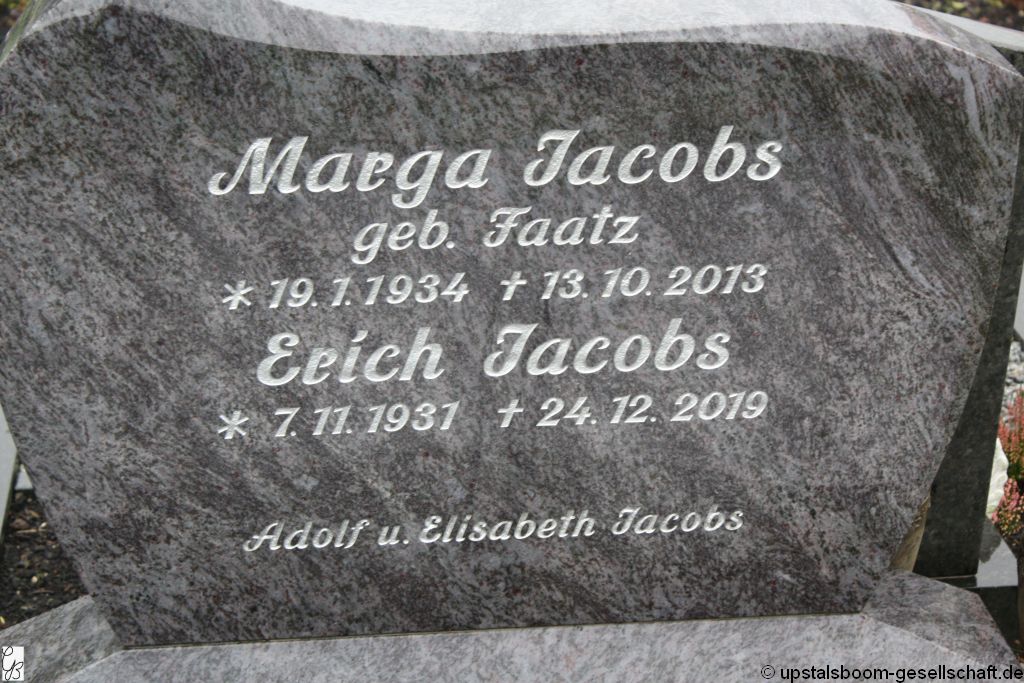 Marga Jacobs
geb. Faatz
* 19. 1. 1934 † 13. 10. 2013
Erich Jacobs
* 7. 11. 1931 † 24. 12. 2019
Adolf u. Elisabeth Jacobs
© upstalsboom-gesellschaft.de